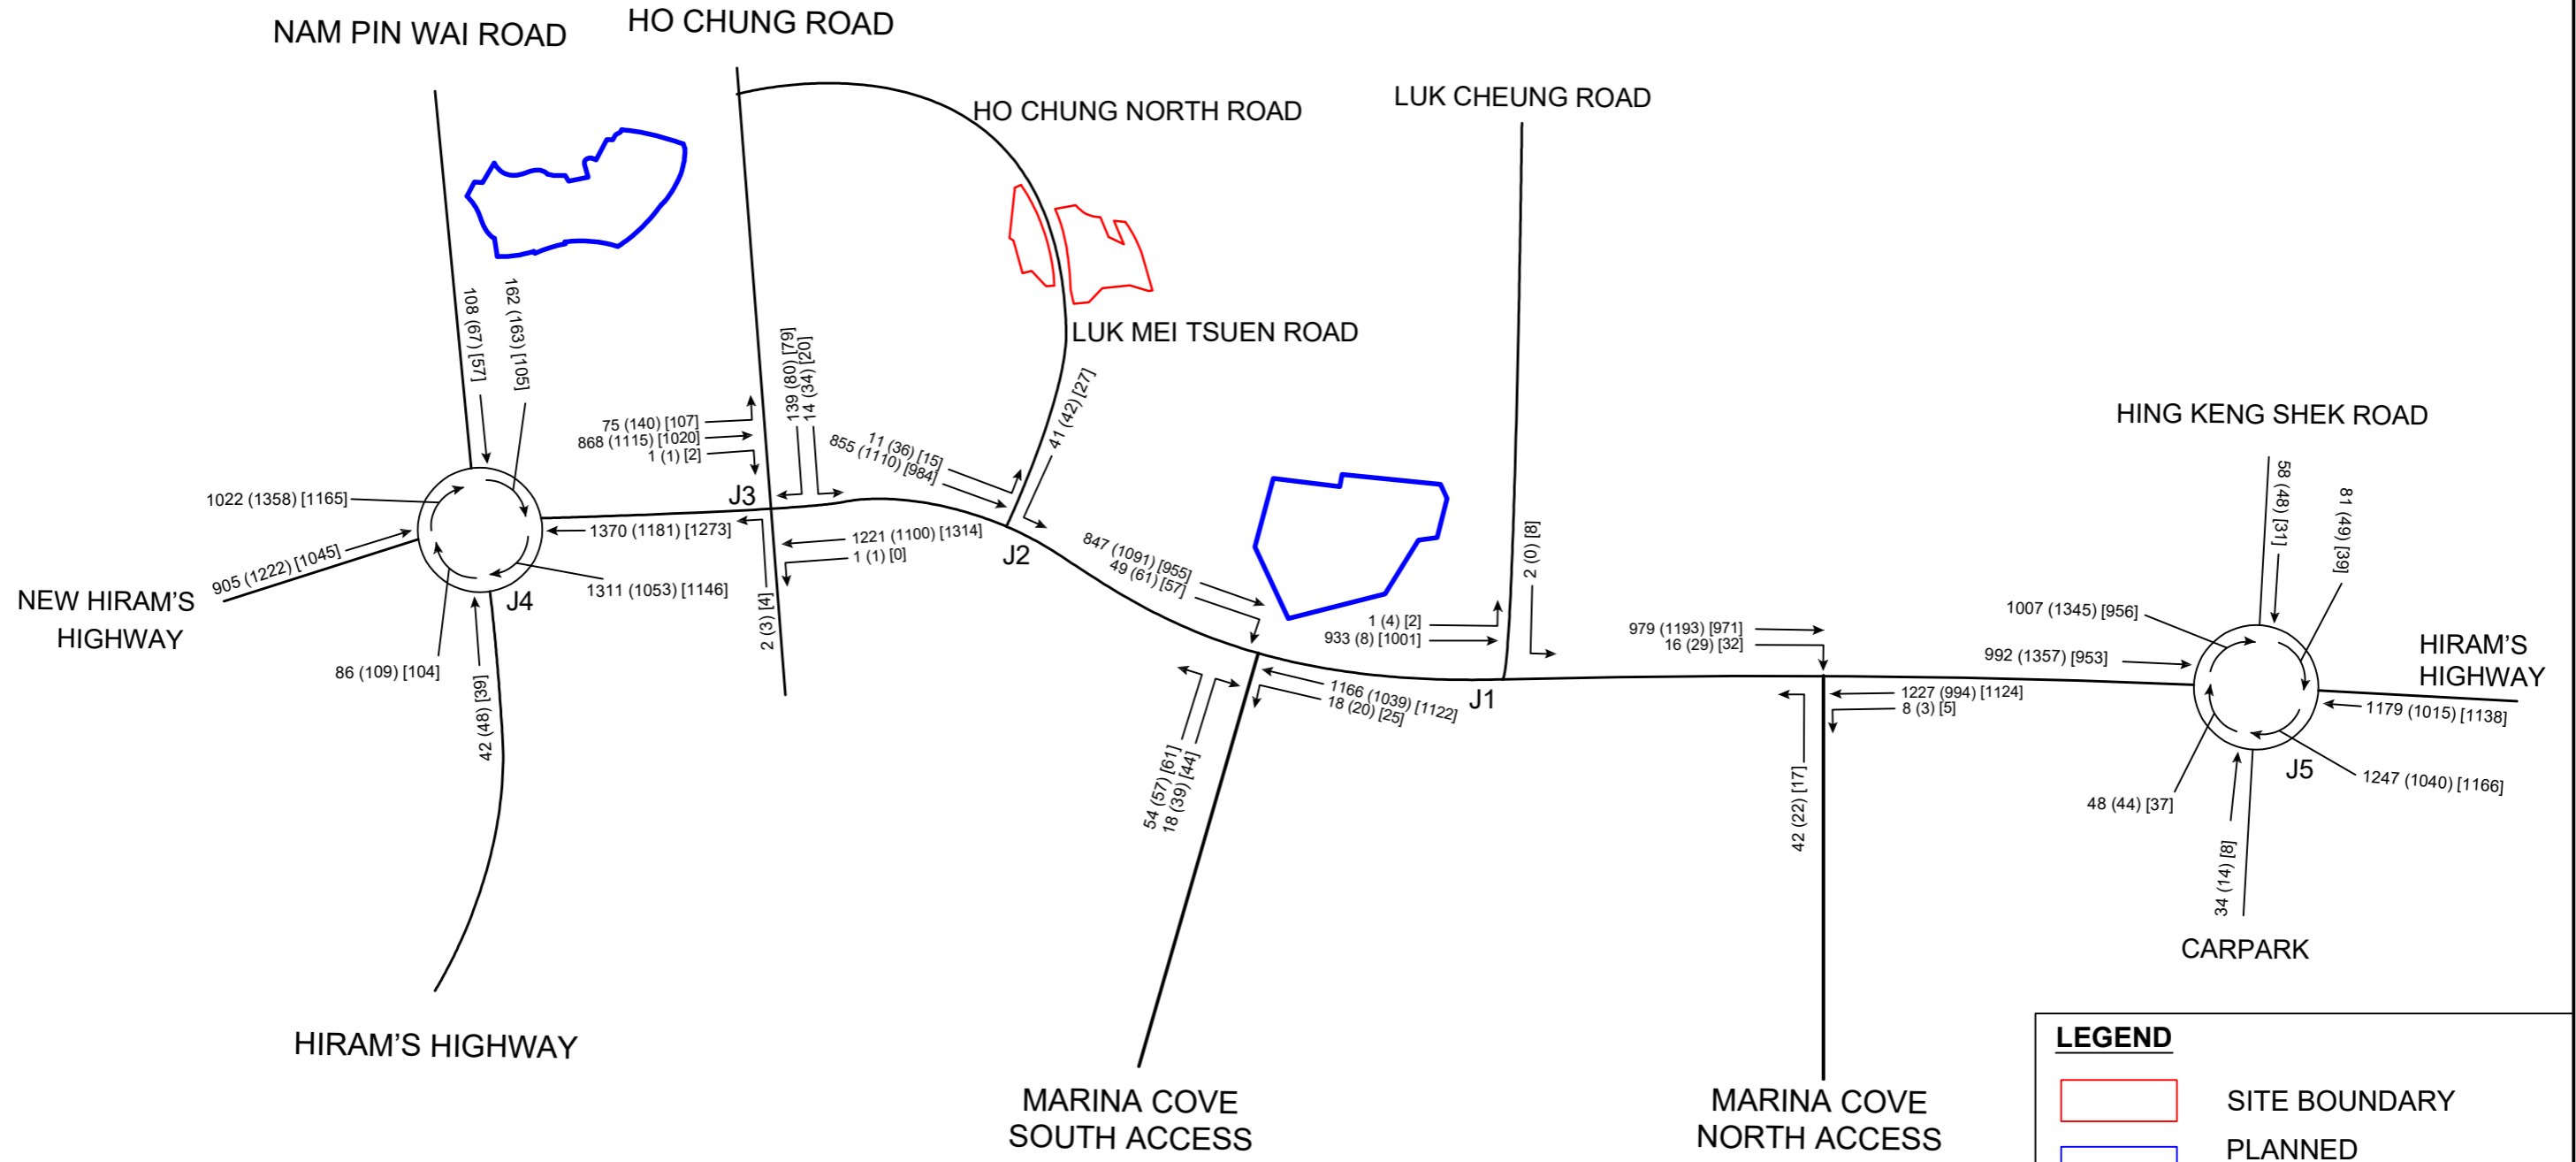 NAM PIN WAI ROAD
HO CHUNG ROAD
HO CHUNG NORTH ROAD
LUK CHEUNG ROAD
LUK MEI TSUEN ROAD
HING KENG SHEK ROAD
HIRAM'S
HIGHWAY
108 (67) [57]
162 (163) [105]
1022 (1358) [1165]
905 (1222) [1045]
NEW HIRAM'S
HIGHWAY
86 (109) [104]
42 (48) [39]
J4
1370 (1181) [1273]
1311 (1053) [1146]
HIRAM'S HIGHWAY
75 (140) [107]
868 (1115) [1020]
1 (1) [2]
J3
139 (80) [79]
14 (34) [20]
1221 (1100) [1314]
1 (1) [0]
2 (3) [4]
11 (36) [15]
855 (1110) [984]
41 (42) [27]
J2
847 (1091) [955]
49 (61) [57]
1166 (1039) [1122]
18 (20) [25]
54 (57) [61]
18 (39) [44]
MARINA COVE
SOUTH ACCESS
1 (4) [2]
933 (8) [1001]
2 (0) [8]
J1
979 (1193) [971]
16 (29) [32]
1227 (994) [1124]
8 (3) [5]
42 (22) [17]
MARINA COVE
NORTH ACCESS
58 (48) [31]
81 (49) [39]
1007 (1345) [956]
992 (1357) [953]
1179 (1015) [1138]
1247 (1040) [1166]
48 (44) [37]
34 (14) [8]
J5
CARPARK
LEGEND
SITE BOUNDARY
PLANNED